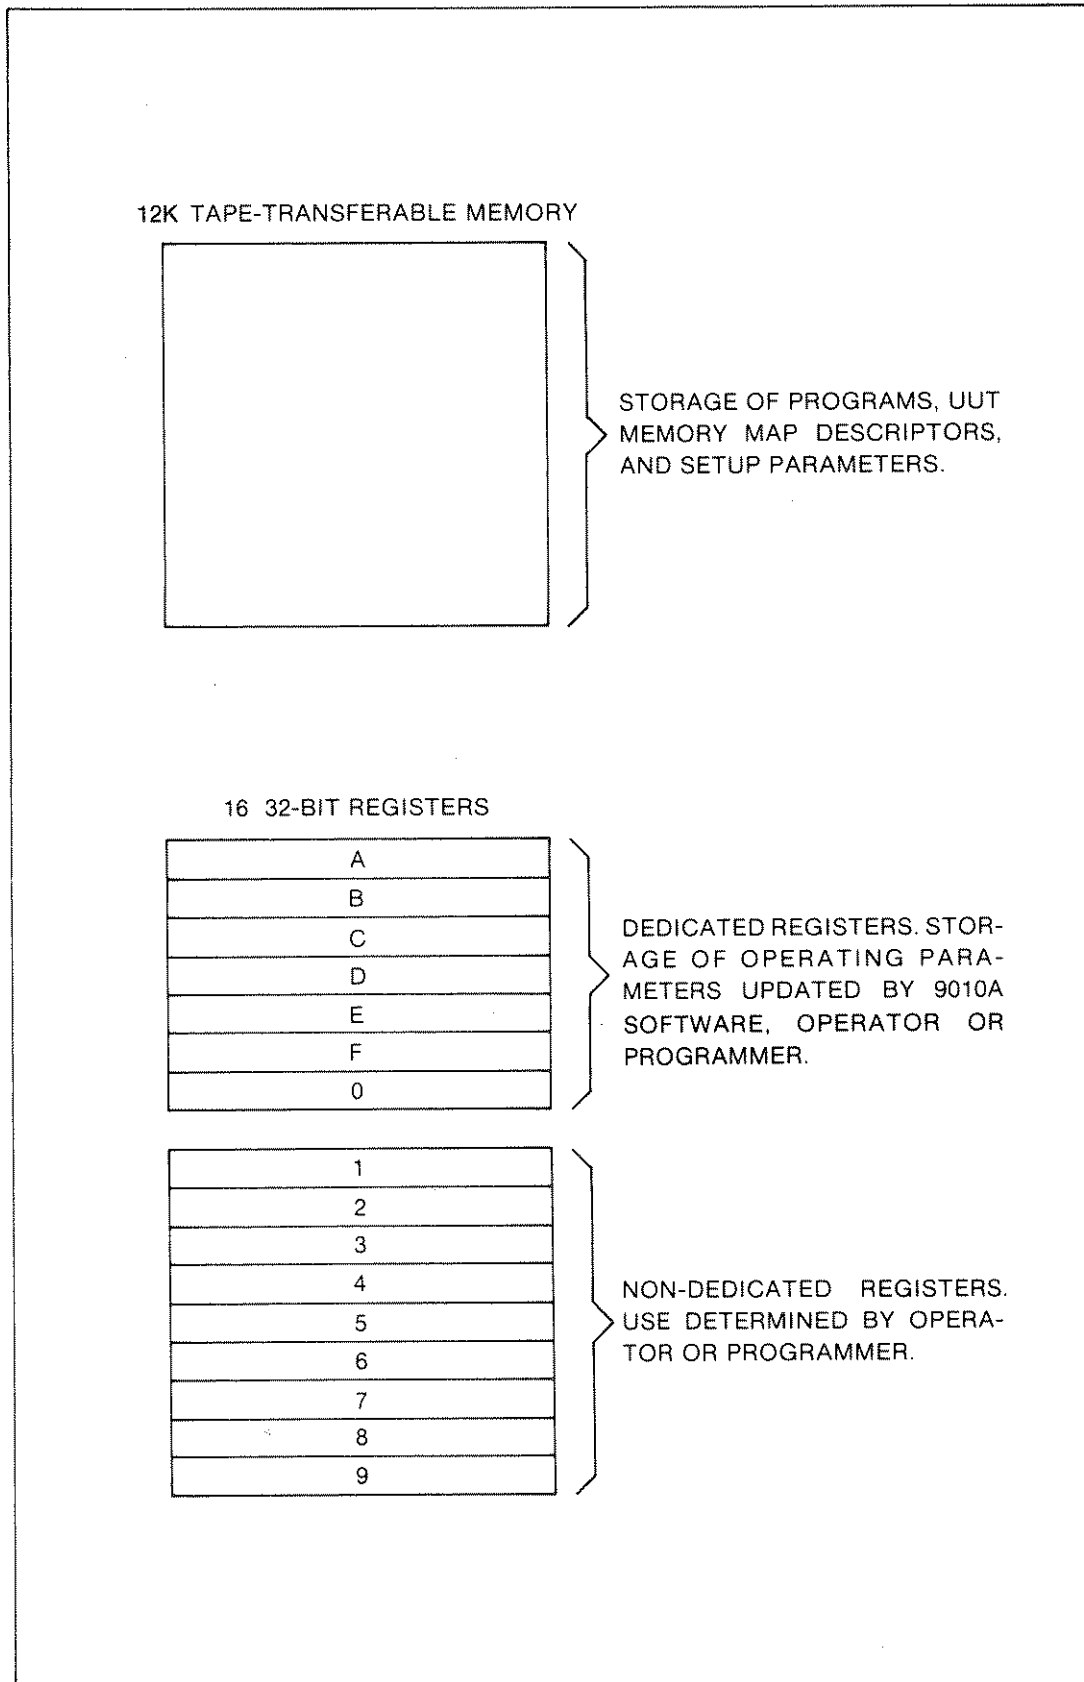 12K TAPE-TRANSFERABLE MEMORY
STORAGE OF PROGRAMS, UUT
MEMORY MAP DESCRIPTORS,
AND SETUP PARAMETERS.
16 32-BIT REGISTERS
A
B
C
D
E
F
0
DEDICATED REGISTERS. STOR-
AGE OF OPERATING PARA-
METERS UPDATED BY 9010A
SOFTWARE, OPERATOR OR
PROGRAMMER.
1
2
3
4
5
6
7
8
9
NON-DEDICATED REGISTERS.
USE DETERMINED BY OPERA-
TOR OR PROGRAMMER.